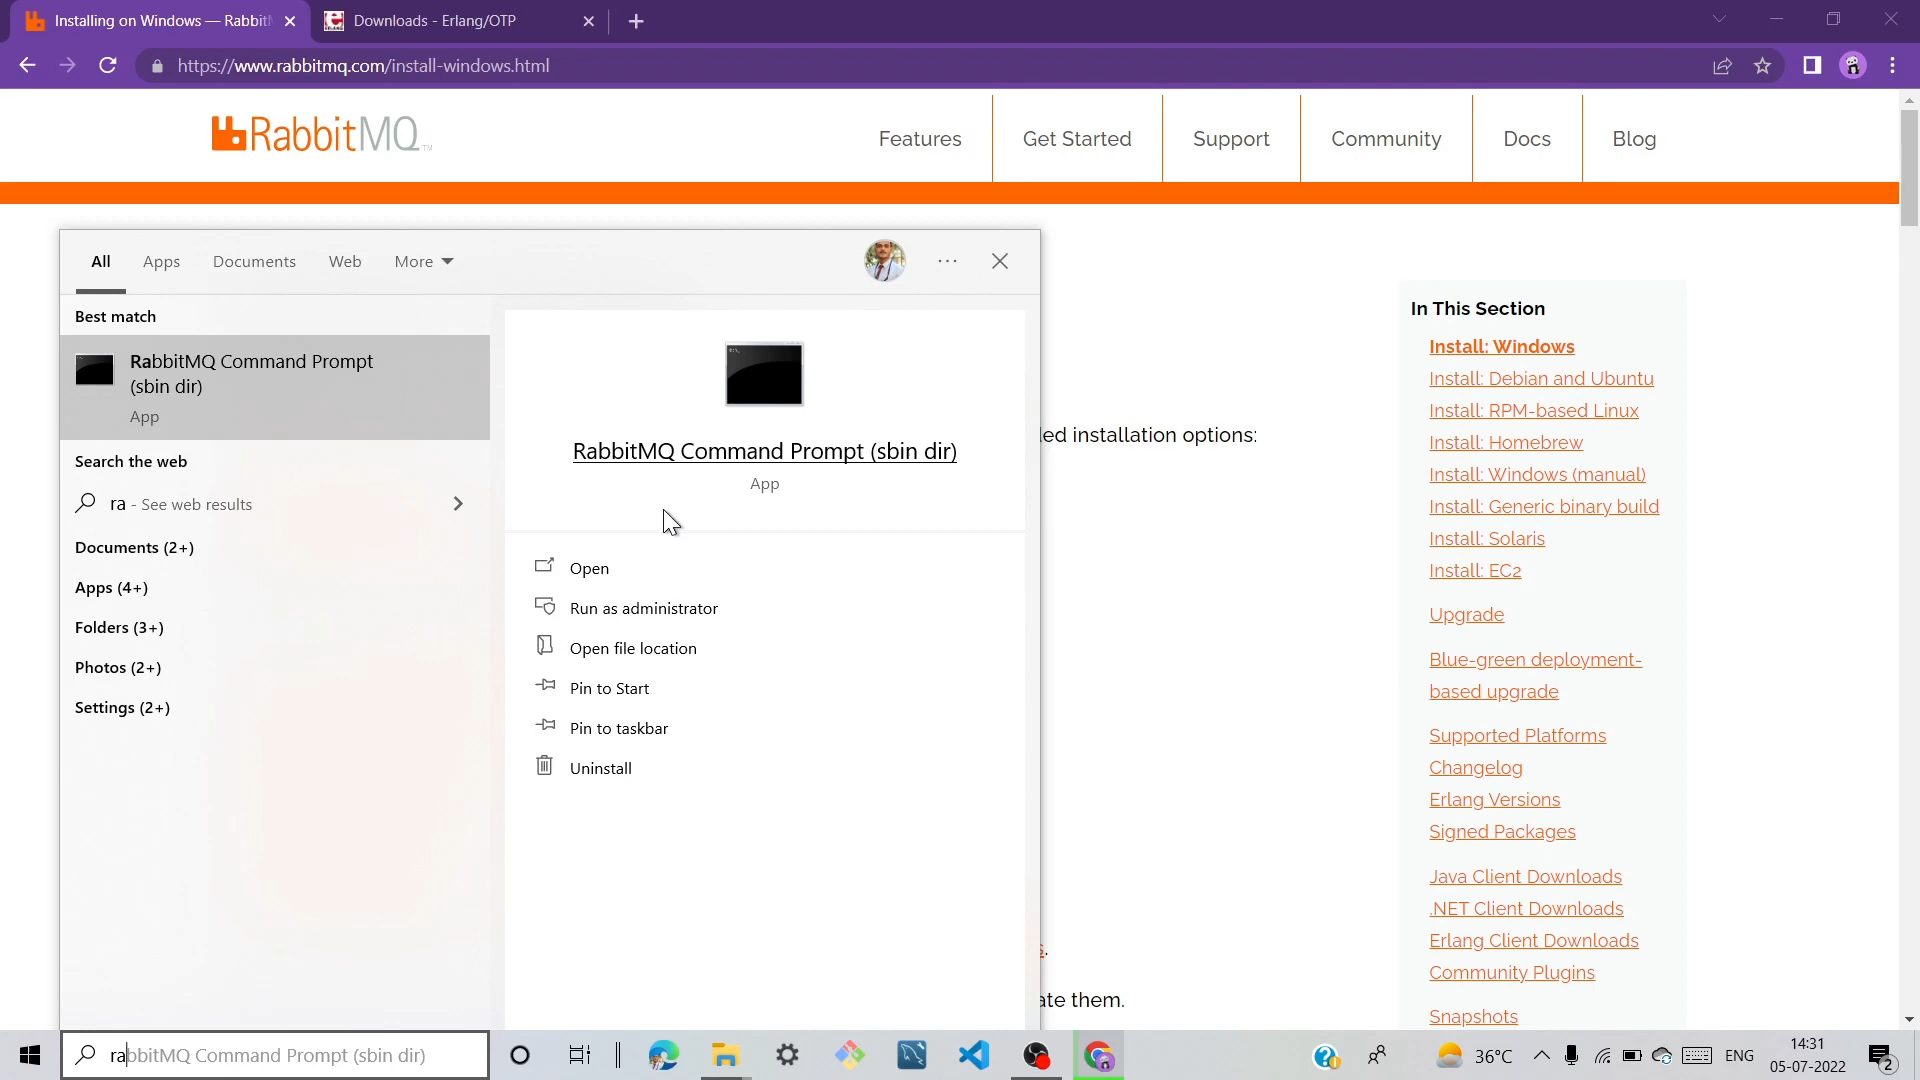 Installing on Windows — Rabbit
Downloads - Erlang/OTP
https://www.rabbitmq.com/install-windows.html
RabbitMQ TM
Features
Get Started
Support
Community
Docs
Blog
All
Apps
Documents
Web
More
Best match
RabbitMQ Command Prompt
(sbin dir)
App
Search the web
ra - See web results
Documents (2+)
Apps (4+)
Folders (3+)
Photos (2+)
Settings (2+)
RabbitMQ Command Prompt (sbin dir)
App
Open
Run as administrator
Open file location
Pin to Start
Pin to taskbar
Uninstall
led installation options:
s.
ate them.
In This Section
Install: Windows
Install: Debian and Ubuntu
Install: RPM-based Linux
Install: Homebrew
Install: Windows (manual)
Install: Generic binary build
Install: Solaris
Install: EC2
Upgrade
Blue-green deployment-
based upgrade
Supported Platforms
Changelog
Erlang Versions
Signed Packages
Java Client Downloads
.NET Client Downloads
Erlang Client Downloads
Community Plugins
Snapshots
rabbitMQ Command Prompt (sbin dir)
36°C
ENG
14:31
05-07-2022
2